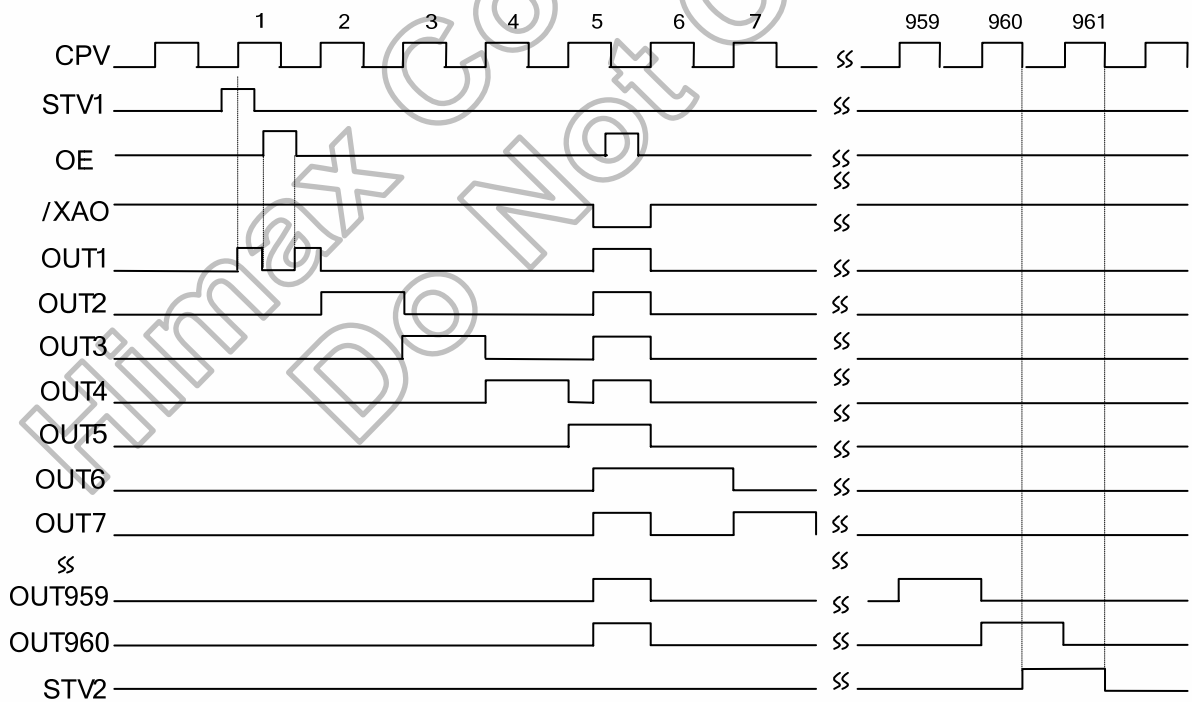 1 2 3 4 5 6 7 959 960 961
CPV
STV1
OE
/XAO
OUT1
OUT2
OUT3
OUT4
OUT5
OUT6
OUT7
OUT959
OUT960
STV2
Himax Co
Do Not C